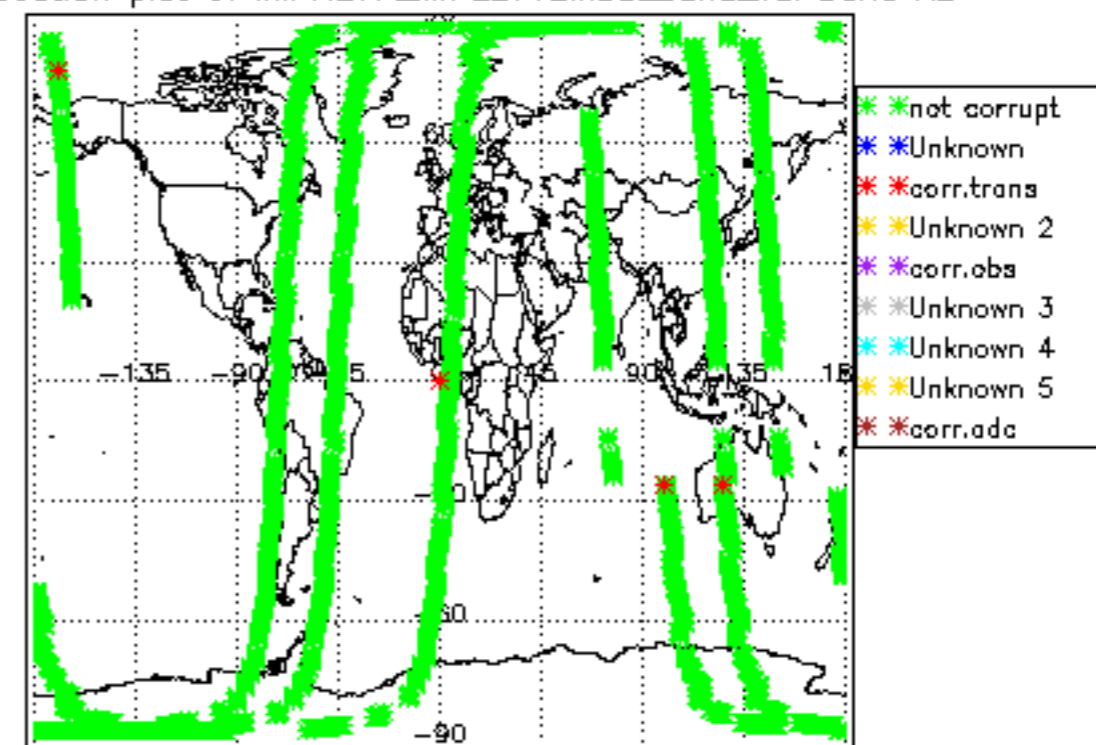 60
-135 -90 45 90 135
-60
-90
not corrupt
Unknown
corr.trans
Unknown 2
corr.obs
Unknown 3
Unknown 4
Unknown 5
corr.adc